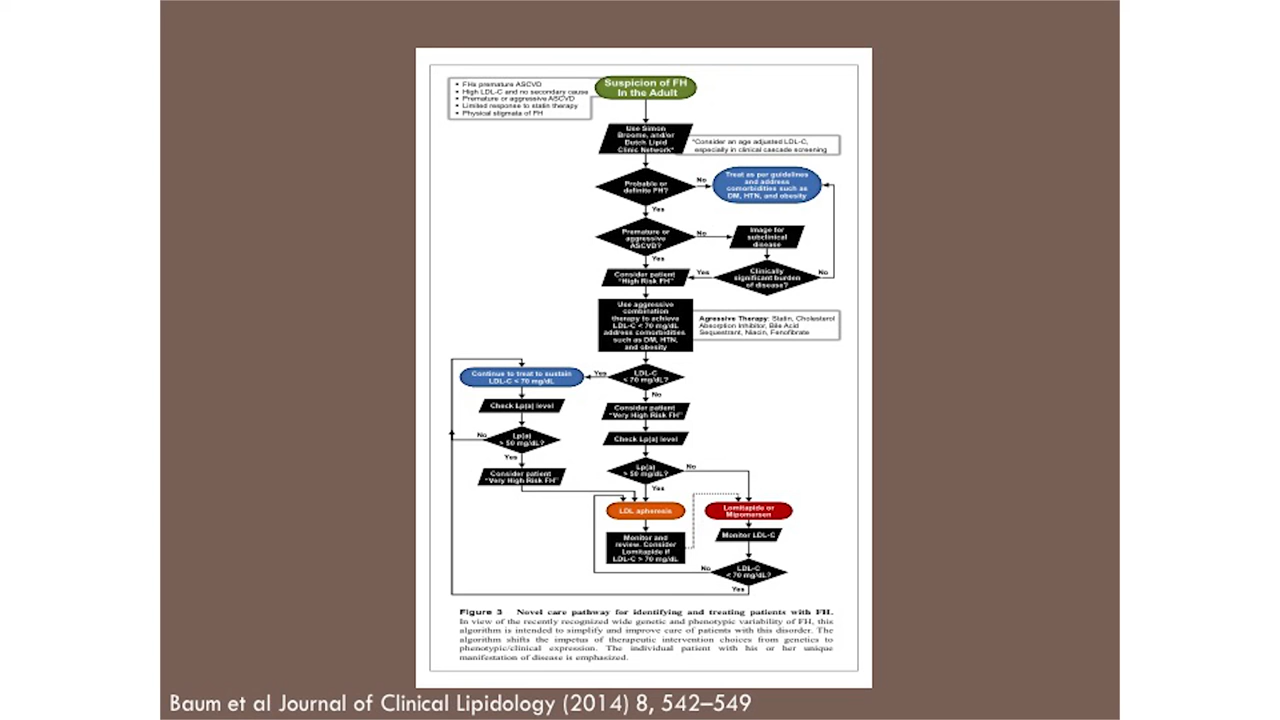 • FHs premature ASCVD
• High LDL-C and no secondary cause
• Premature or aggressive ASCVD
• Limited response to statin therapy
• Physical stigmata of FH
Suspicion of FH
In the Adult
Use Simon
Broome, and/or
Dutch Lipid
Clinic Network*
*Consider an age adjusted LDL-C,
especially in clinical cascade screening
Probable or
definite FH?
No
Treat as per guidelines
and address
comorbidities such as
DM, HTN, and obesity
Yes
Premature or
aggressive
ASCVD?
No
Image for
subclinical
disease
Yes
Consider patient
"High Risk FH"
Yes
Clinically
significant burden
of disease?
No
Use aggressive
combination
therapy to achieve
LDL-C < 70 mg/dL
address comorbidities
such as DM, HTN,
and obesity
Agressive Therapy: Statin, Cholesterol
Absorption Inhibitor, Bile Acid
Sequestrant, Niacin, Fenofibrate
Continue to treat to sustain
LDL-C < 70 mg/dL
Yes
LDL-C
< 70 mg/dL?
No
Check Lp(a) level
Consider patient
"Very High Risk FH"
No
Lp(a)
> 50 mg/dL?
Check Lp(a) level
Yes
Lp(a)
> 50 mg/dL?
No
Consider patient
"Very High Risk FH"
Yes
LDL apheresis
Lomitapide or
Mipomersen
Monitor and
review. Consider
Lomitapide if
LDL-C > 70 mg/dL
Monitor LDL-C
No
LDL-C
< 70 mg/dL?
Yes
Figure 3 Novel care pathway for identifying and treating patients with FH.
In view of the recently recognized wide genetic and phenotypic variability of FH, this
algorithm is intended to simplify and improve care of patients with this disorder. The
algorithm shifts the impetus of therapeutic intervention choices from genetics to
phenotypic/clinical expression. The individual patient with his or her unique
manifestation of disease is emphasized.
Baum et al Journal of Clinical Lipidology (2014) 8, 542–549